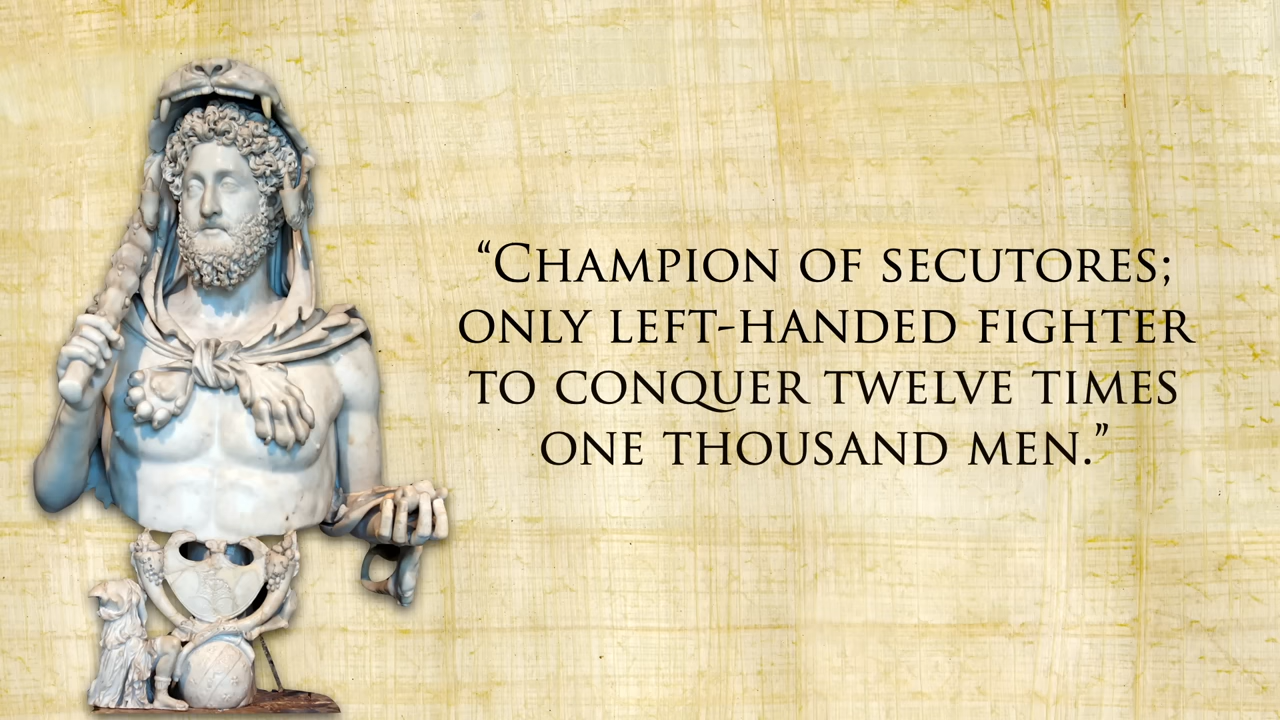 “Champion of secutores;
only left-handed fighter
to conquer twelve times
one thousand men.”